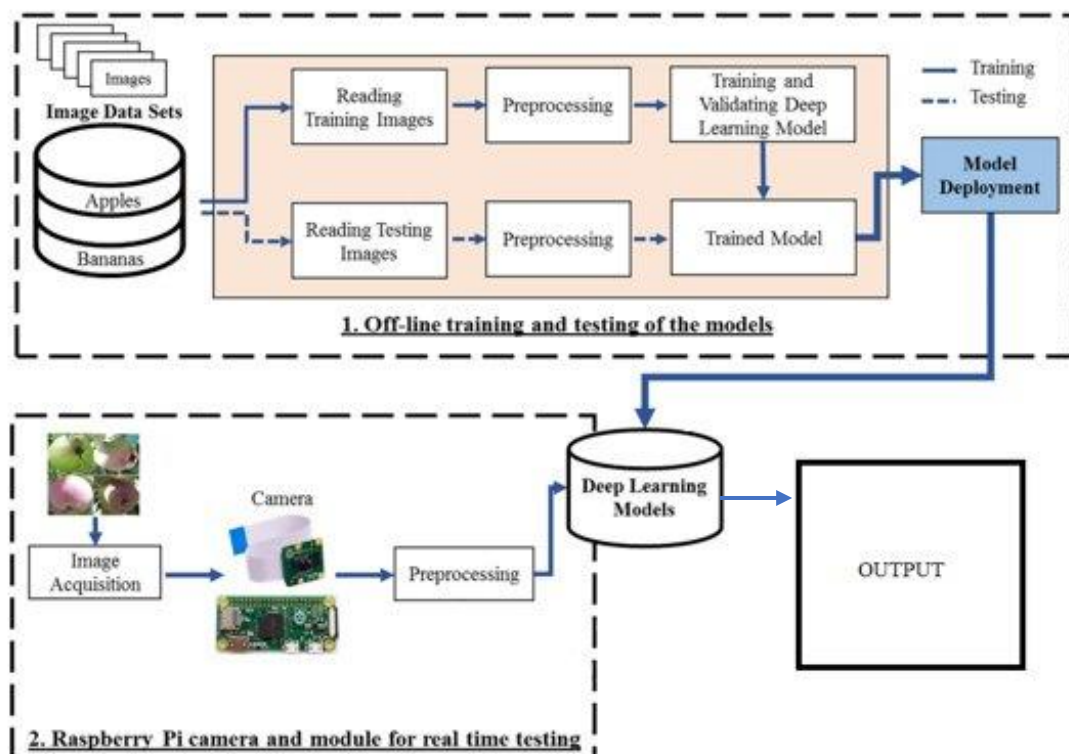 Images
Image Data Sets
Apples
Bananas
Reading
Training Images
Preprocessing
Training and
Validating Deep
Learning Model
Reading Testing
Images
Preprocessing
Trained Model
Training
Testing
Model
Deployment
1. Off-line training and testing of the models
Image
Acquisition
Camera
Preprocessing
Deep Learning
Models
OUTPUT
2. Raspberry Pi camera and module for real time testing